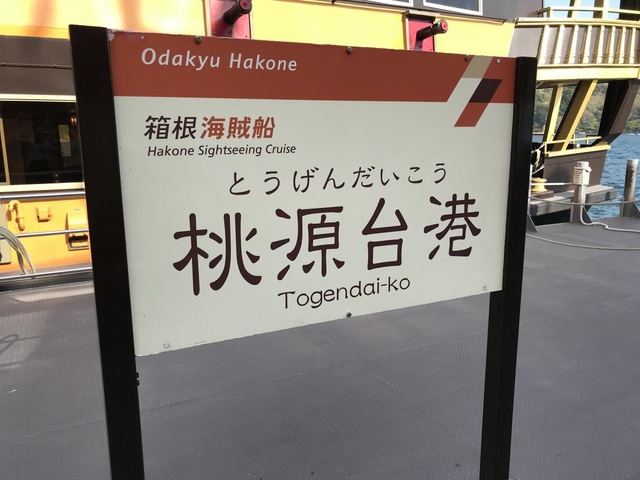 Odakyu Hakone
箱根海賊船
Hakone Sightseeing Cruise
とうげんだいこう
桃源台港
Togendai-ko